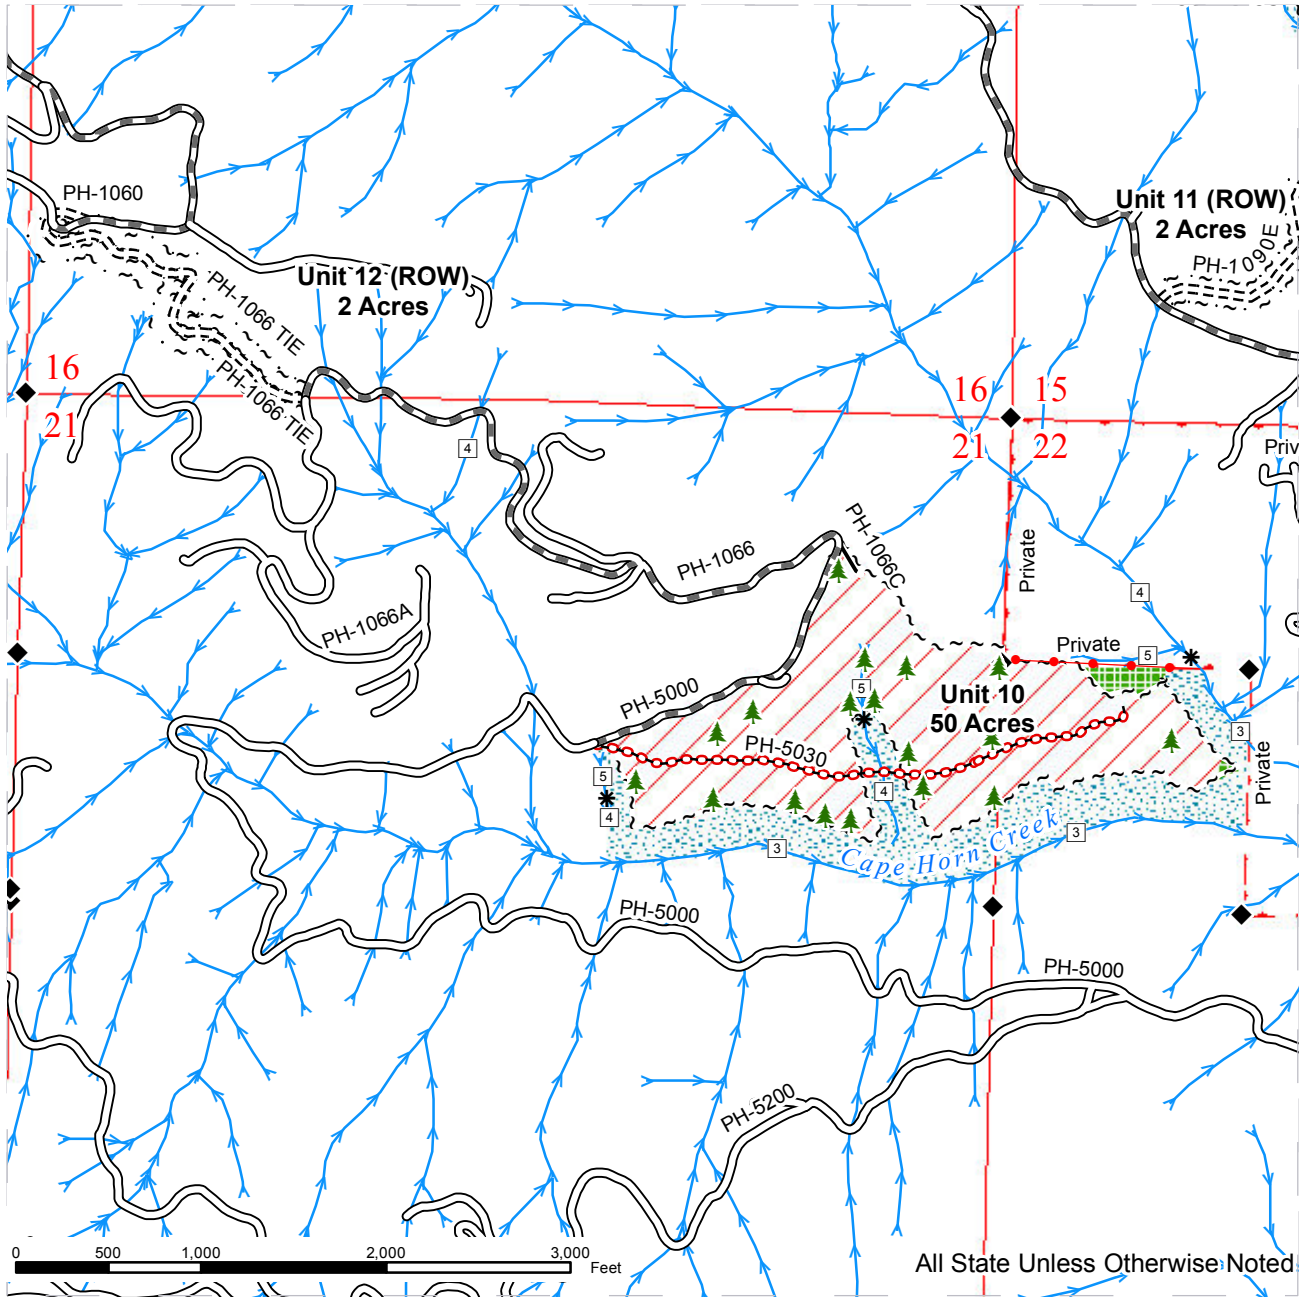 PH-1060
Unit 11 (ROW)
2 Acres
PH-1090E
PH-1066 TIE
Unit 12 (ROW)
2 Acres
PH-1066 TIE
16
21
16
15
21
22
4
Priv
PH-1066C
PH-1066
Private
4
PH-1066A
Private
5
5
PH-5000
Unit 10
50 Acres
3
PH-5030
Private
5
4
4
3
3
Cape Horn Creek
PH-5000
PH-5000
PH-5200
0
500
1,000
2,000
3,000
Feet
All State Unless Otherwise Noted